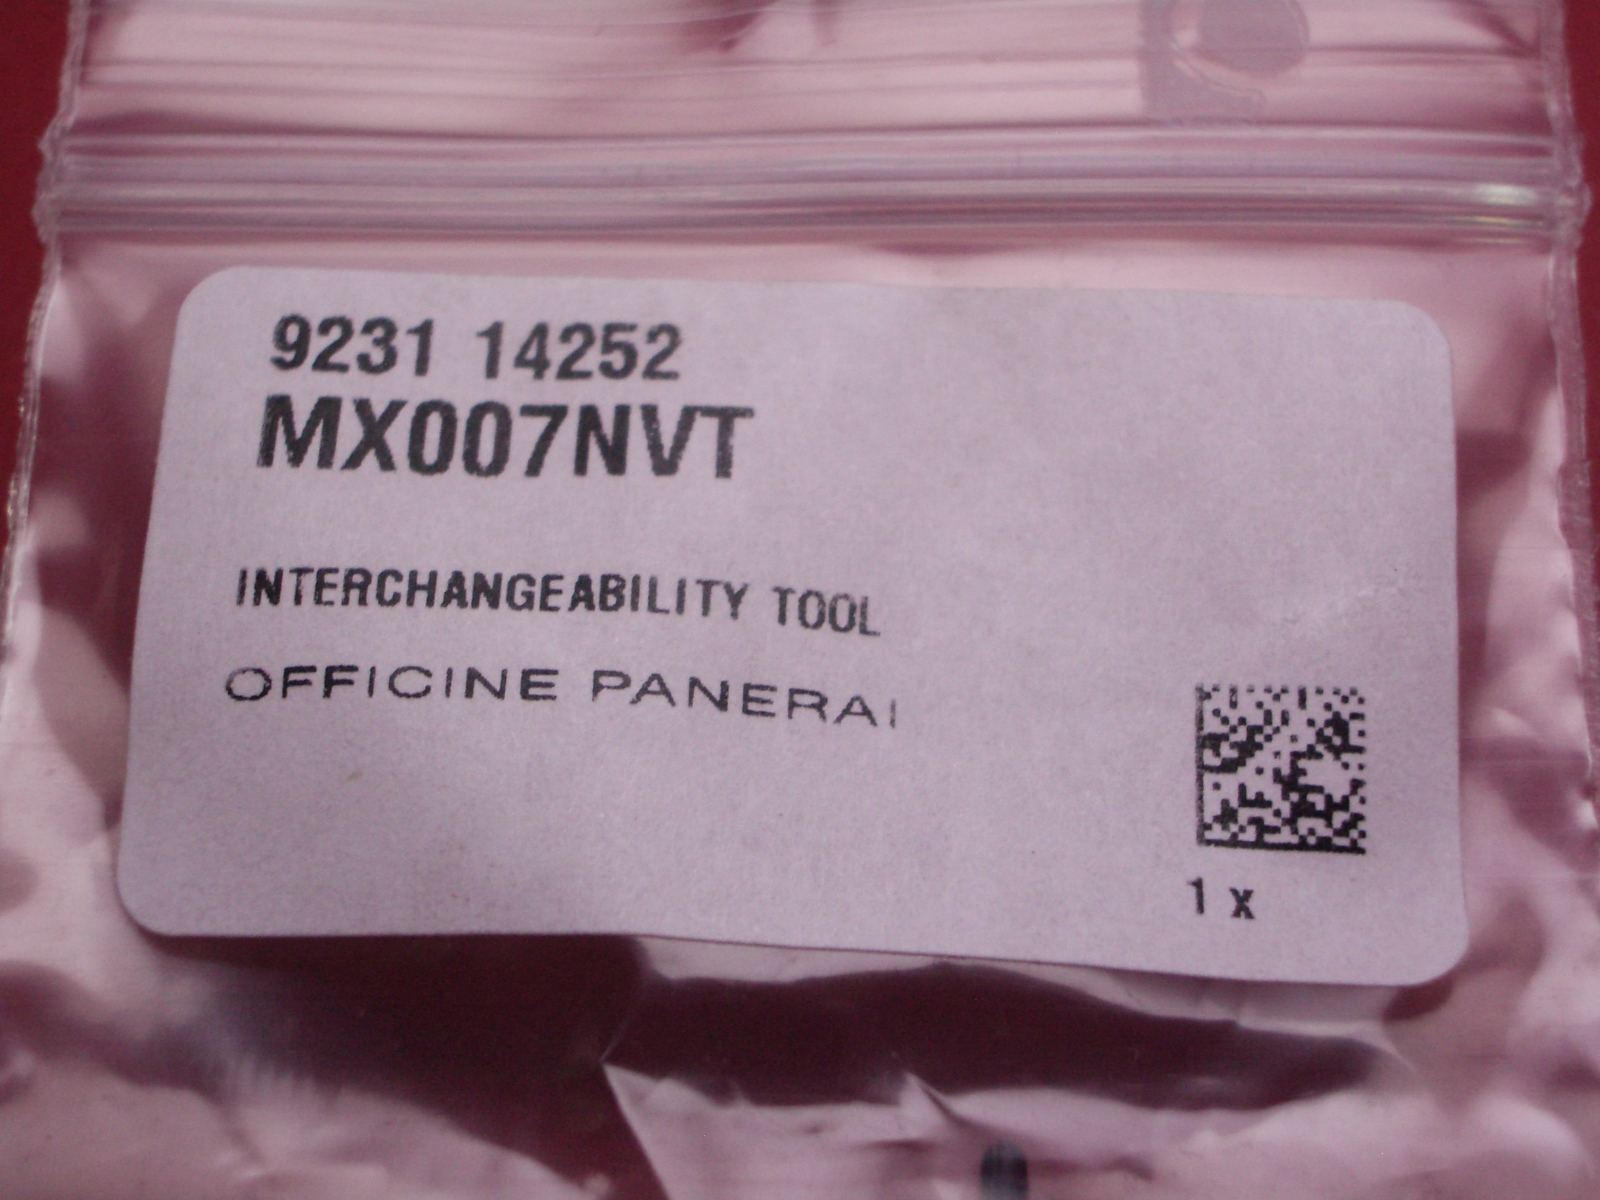 9231 14252
MX007NVT
INTERCHANGEABILITY TOOL
OFFICINE PANERAI
1 x